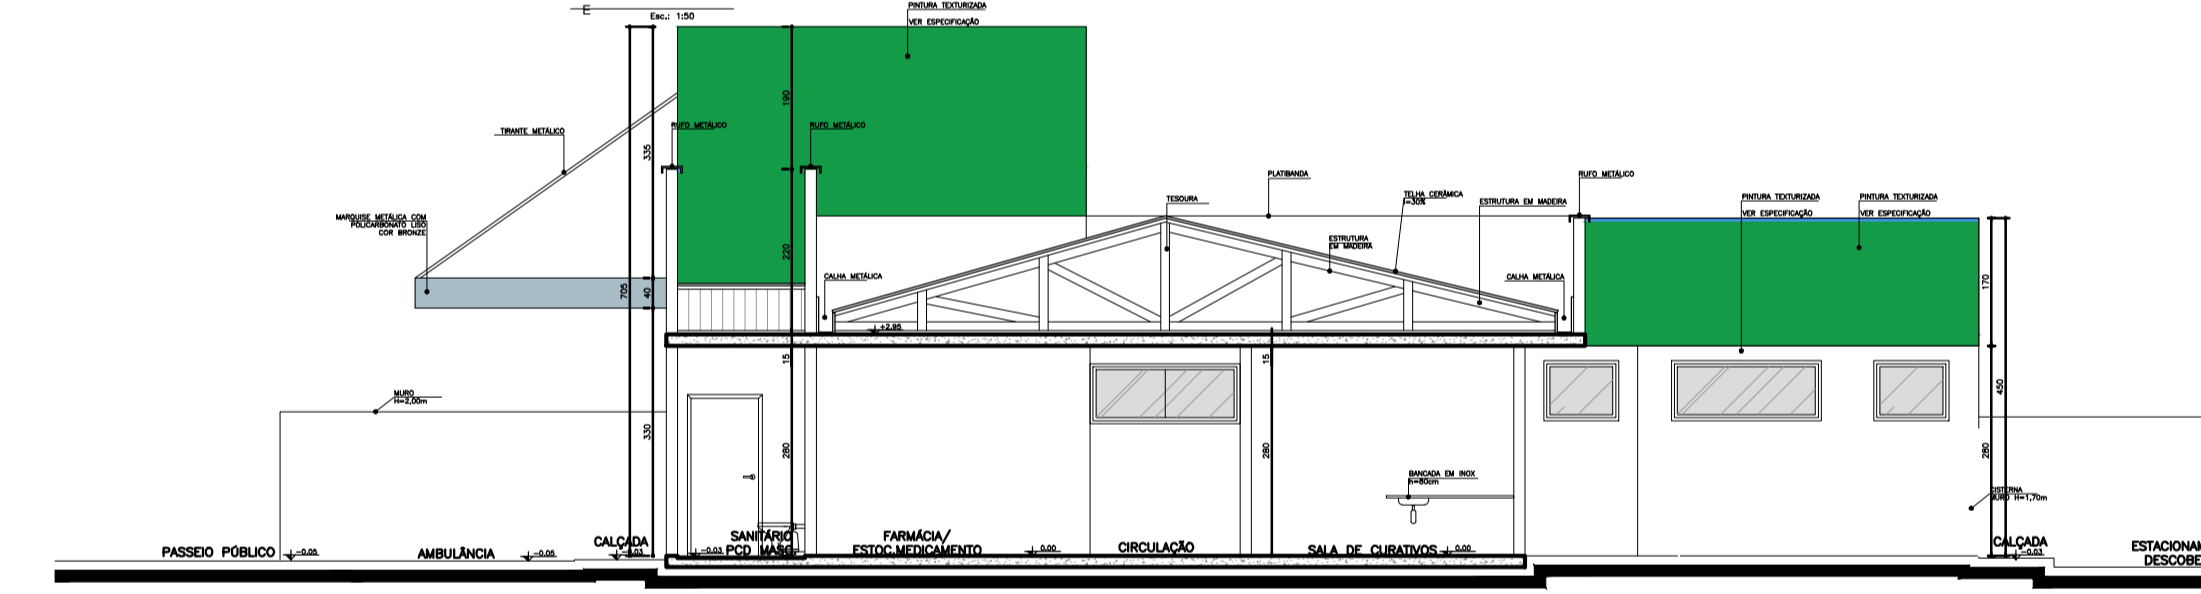 E
Esc.: 1:50
PINTURA TEXTURIZADA
VER ESPECIFICAÇÃO
190
TIRANTE METÁLICO
RUFO METÁLICO
RUFO METÁLICO
335
PLATIBANDA
RUFO METÁLICO
TESOURA
TELHA CERÂMICA
i=30%
ESTRUTURA EM MADEIRA
PINTURA TEXTURIZADA
VER ESPECIFICAÇÃO
PINTURA TEXTURIZADA
VER ESPECIFICAÇÃO
MARQUISE METÁLICA COM
POLICARBONATO LISO
COR BRONZE
220
ESTRUTURA
EM MADEIRA
CALHA METÁLICA
CALHA METÁLICA
170
705
40
+2.95
15
15
450
MURO
H=2,00m
330
280
280
280
BANCADA EM INOX
h=80cm
CISTERNA
MURO H=1,70m
PASSEIO PÚBLICO
-0.05
AMBULÂNCIA
-0.05
CALÇADA
-0.03
-0.03
SANITÁRIO
PCD MASC.
FARMÁCIA/
ESTOC.MEDICAMENTO
0.00
CIRCULAÇÃO
SALA DE CURATIVOS
0.00
CALÇADA
-0.03
ESTACIONAM
DESCOBE